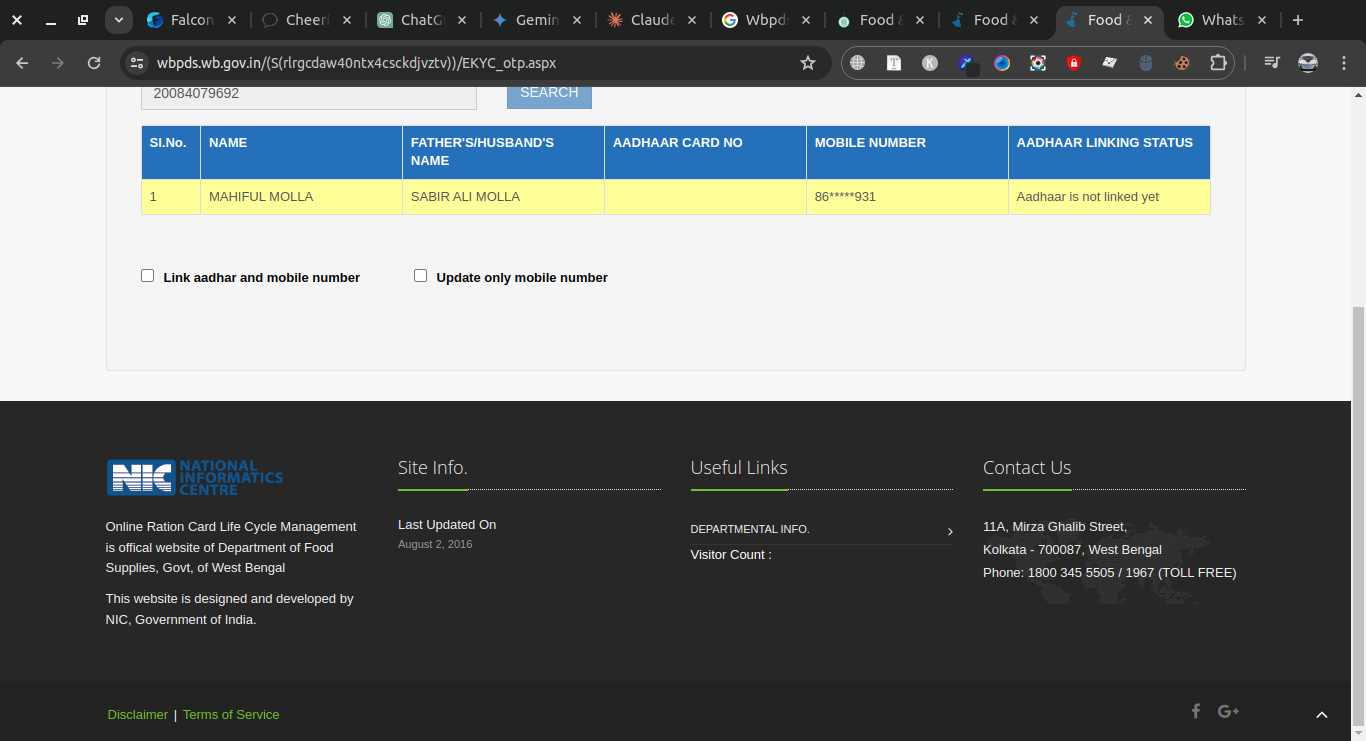 Falcon
Cheeri
ChatG
Gemin
Claude
Wbpds
Food &
Food &
Food &
Whats
wbpds.wb.gov.in/(S(rlrgcdaw40ntx4csckdjvztv))/EKYC_otp.aspx
20084079692 SEARCH
Sl.No. NAME FATHER'S/HUSBAND'S NAME AADHAAR CARD NO MOBILE NUMBER AADHAAR LINKING STATUS
1 MAHIFUL MOLLA SABIR ALI MOLLA 86*****931 Aadhaar is not linked yet
Link aadhar and mobile number Update only mobile number
NIC NATIONAL
INFORMATICS
CENTRE
Online Ration Card Life Cycle Management
is offical website of Department of Food
Supplies, Govt, of West Bengal
This website is designed and developed by
NIC, Government of India.
Site Info.
Last Updated On
August 2, 2016
Useful Links
DEPARTMENTAL INFO.
Visitor Count :
Contact Us
11A, Mirza Ghalib Street,
Kolkata - 700087, West Bengal
Phone: 1800 345 5505 / 1967 (TOLL FREE)
Disclaimer | Terms of Service